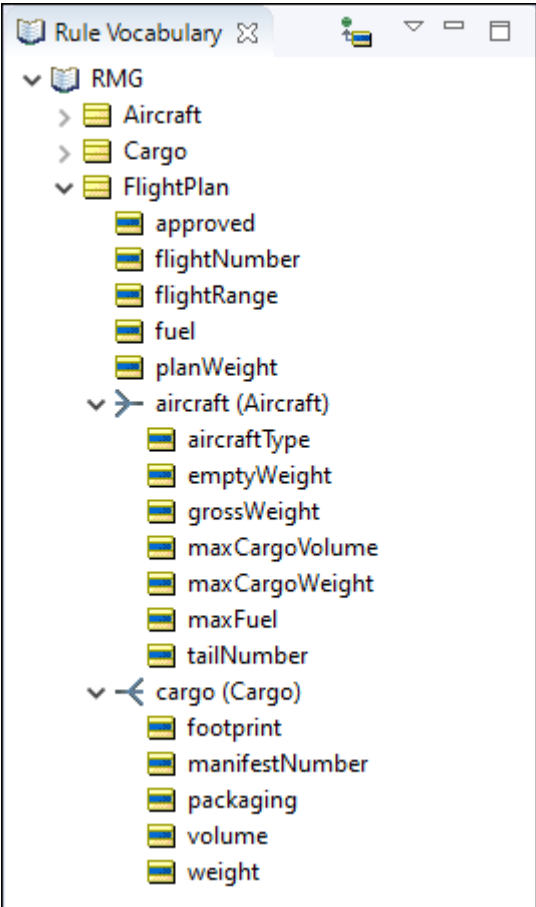 Rule Vocabulary
RMG
Aircraft
Cargo
FlightPlan
approved
flightNumber
flightRange
fuel
planWeight
aircraft (Aircraft)
aircraftType
emptyWeight
grossWeight
maxCargoVolume
maxCargoWeight
maxFuel
tailNumber
cargo (Cargo)
footprint
manifestNumber
packaging
volume
weight